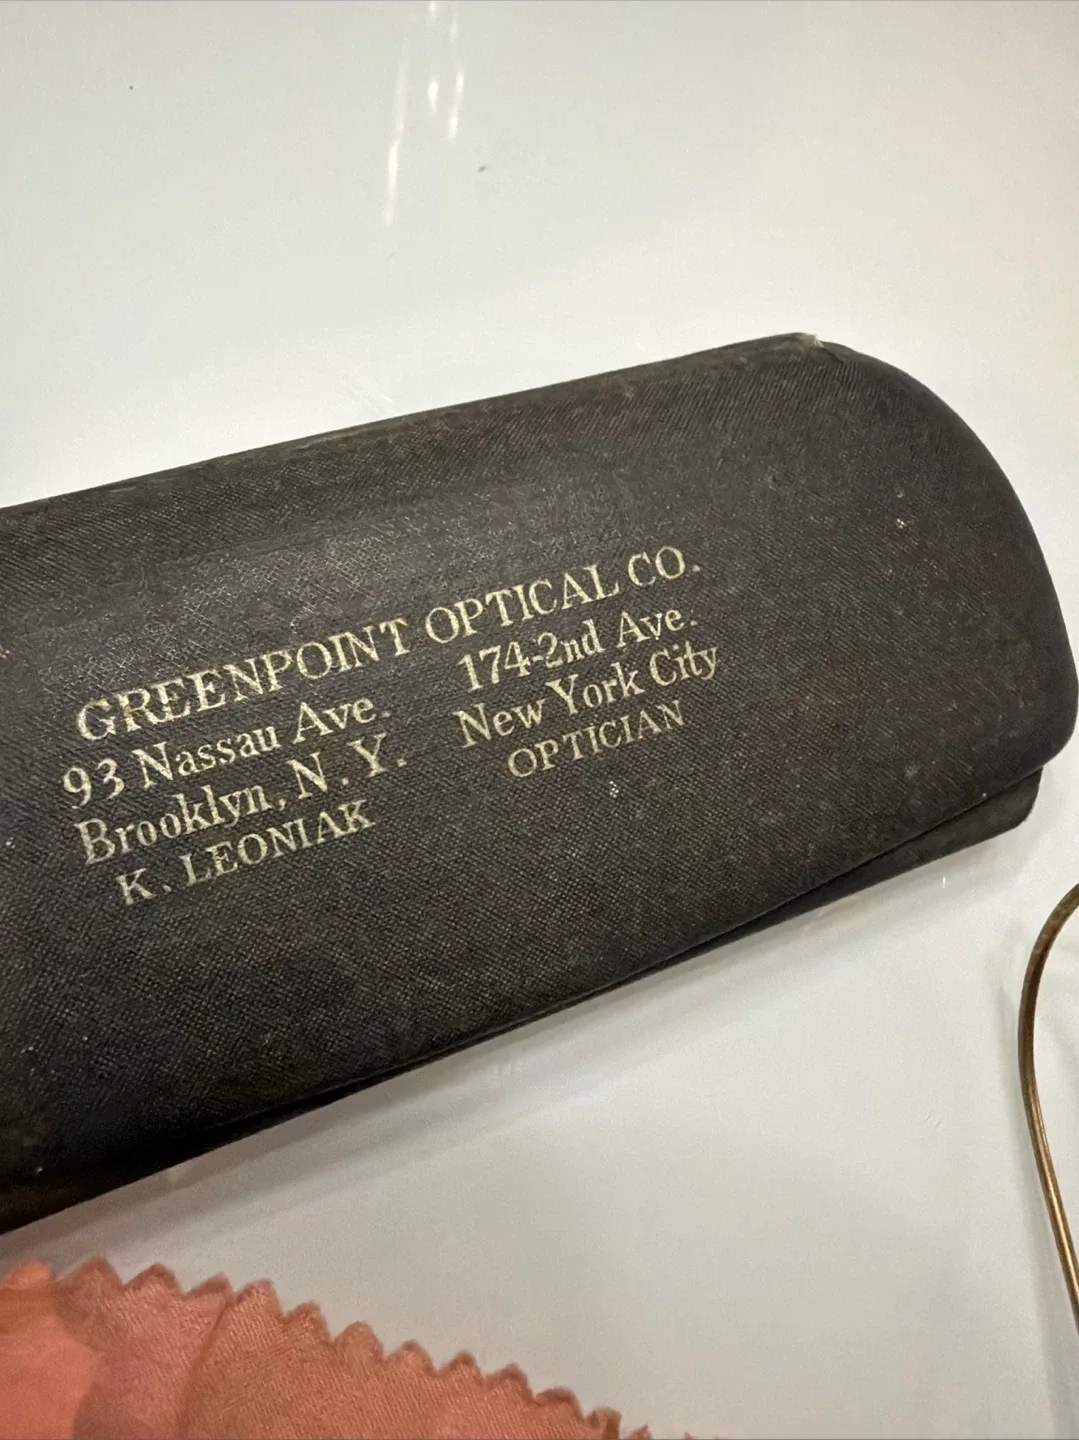 GREENPOINT OPTICAL CO.
93 Nassau Ave. 174-2nd Ave.
Brooklyn, N.Y. New York City
K. LEONIAK OPTICIAN